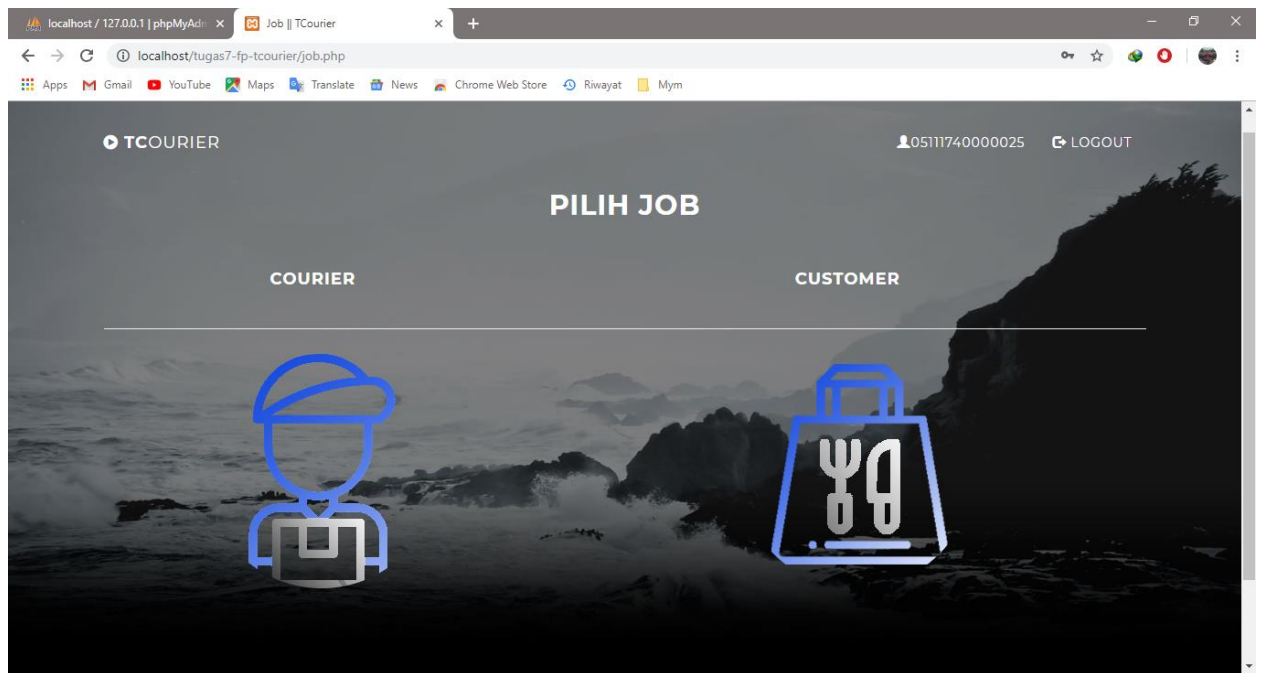 localhost / 127.0.0.1 | phpMyAdm
Job || TCourier
localhost/tugas7-fp-tcourier/job.php
Apps Gmail YouTube Maps Translate News Chrome Web Store Riwayat Mym
TCOURIER
05111740000025 LOGOUT
PILIH JOB
COURIER CUSTOMER